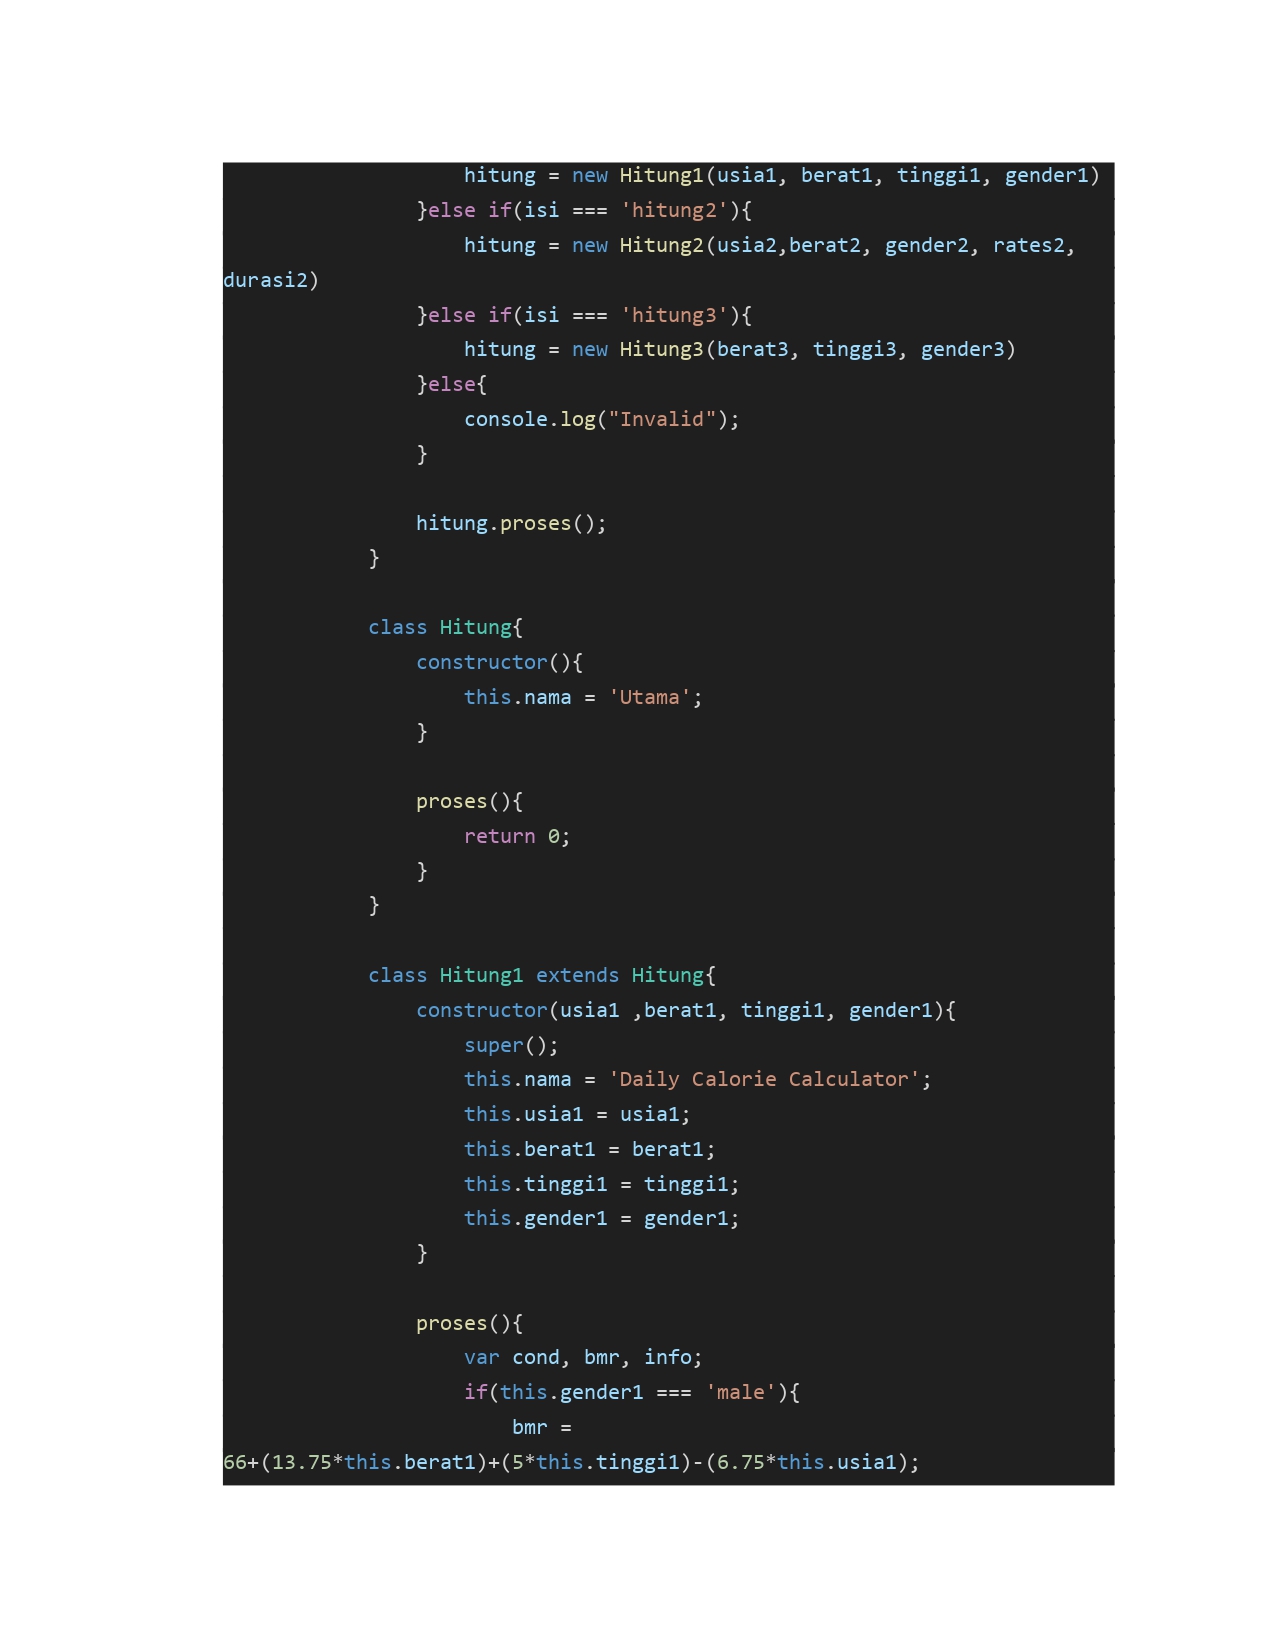 hitung = new Hitung1(usia1, berat1, tinggi1, gender1)
}else if(isi === 'hitung2'){
hitung = new Hitung2(usia2,berat2, gender2, rates2,
durasi2)
}else if(isi === 'hitung3'){
hitung = new Hitung3(berat3, tinggi3, gender3)
}else{
console.log("Invalid");
}
hitung.proses();
}
class Hitung{
constructor(){
this.nama = 'Utama';
}
proses(){
return 0;
}
}
class Hitung1 extends Hitung{
constructor(usia1 ,berat1, tinggi1, gender1){
super();
this.nama = 'Daily Calorie Calculator';
this.usia1 = usia1;
this.berat1 = berat1;
this.tinggi1 = tinggi1;
this.gender1 = gender1;
}
proses(){
var cond, bmr, info;
if(this.gender1 === 'male'){
bmr =
66+(13.75*this.berat1)+(5*this.tinggi1)-(6.75*this.usia1);